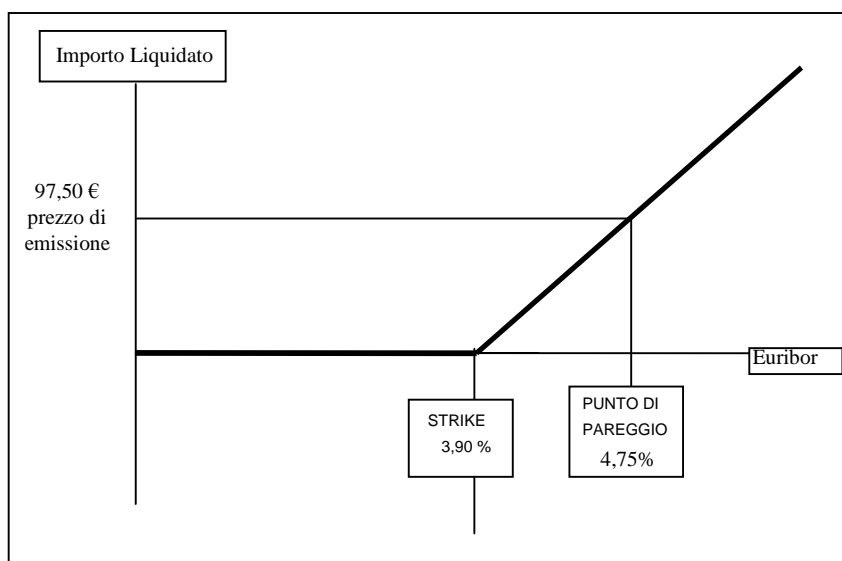 Importo Liquidato
97,50 €
prezzo di
emissione
Euribor
STRIKE
3,90 %
PUNTO DI
PAREGGIO
4,75%